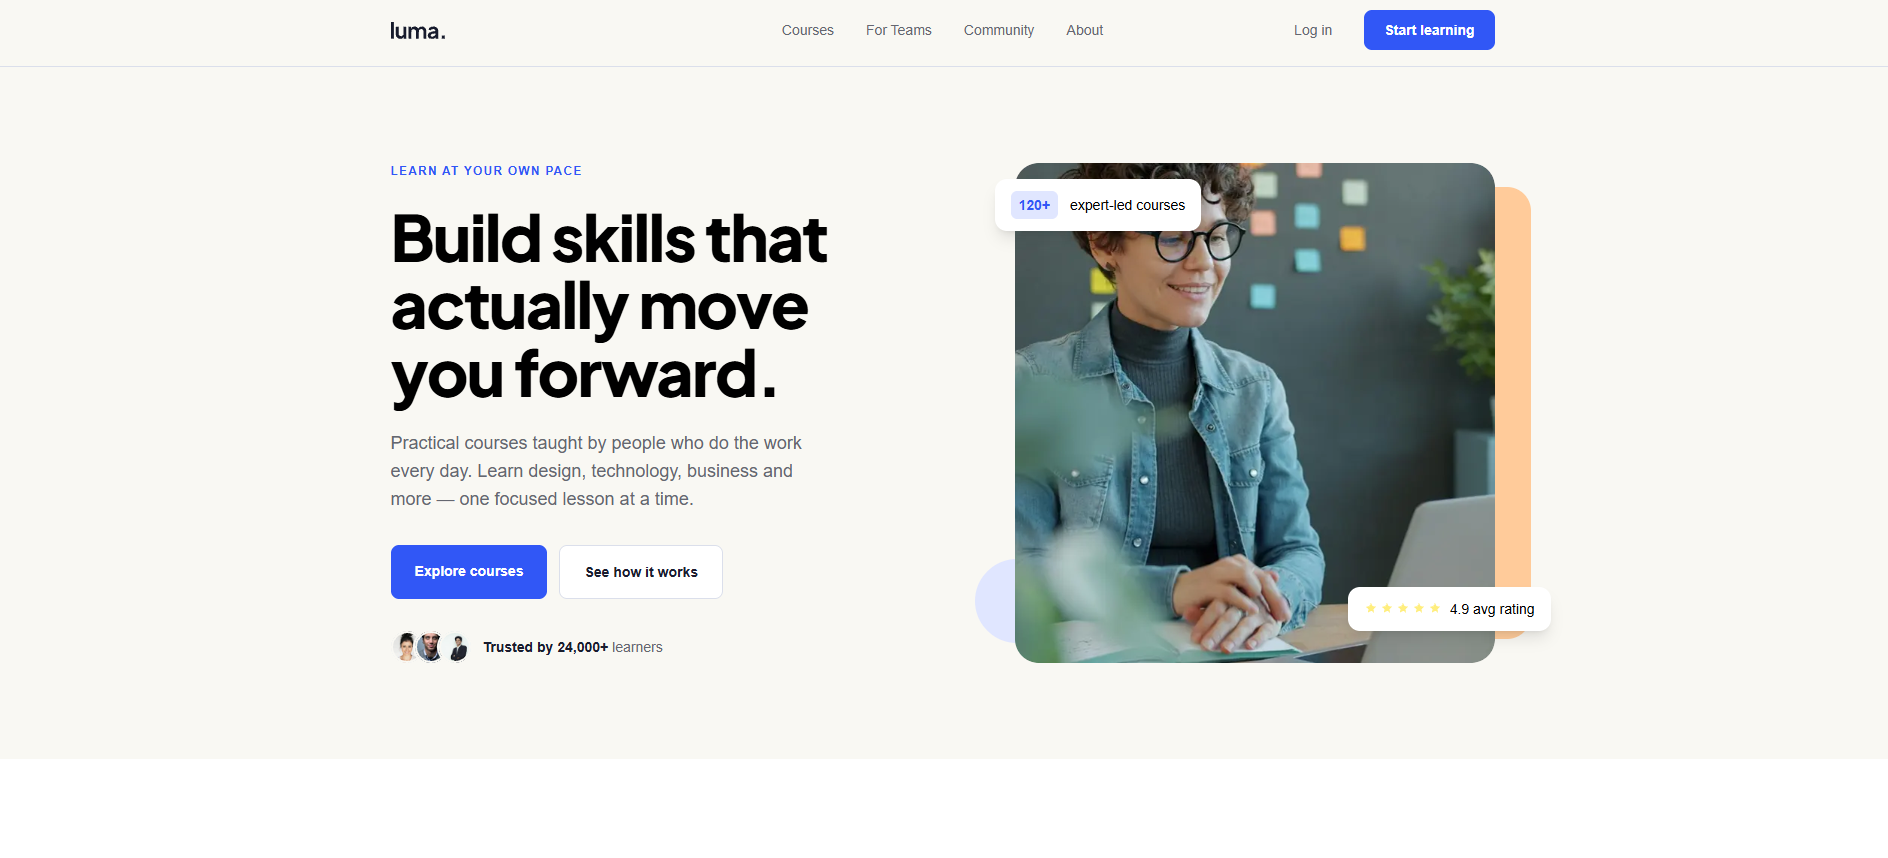 luma.
Courses
For Teams
Community
About
Log in
Start learning
LEARN AT YOUR OWN PACE
Build skills that
actually move
you forward.
Practical courses taught by people who do the work
every day. Learn design, technology, business and
more — one focused lesson at a time.
Explore courses
See how it works
Trusted by 24,000+ learners
120+ expert-led courses
★ ★ ★ ★ ★ 4.9 avg rating